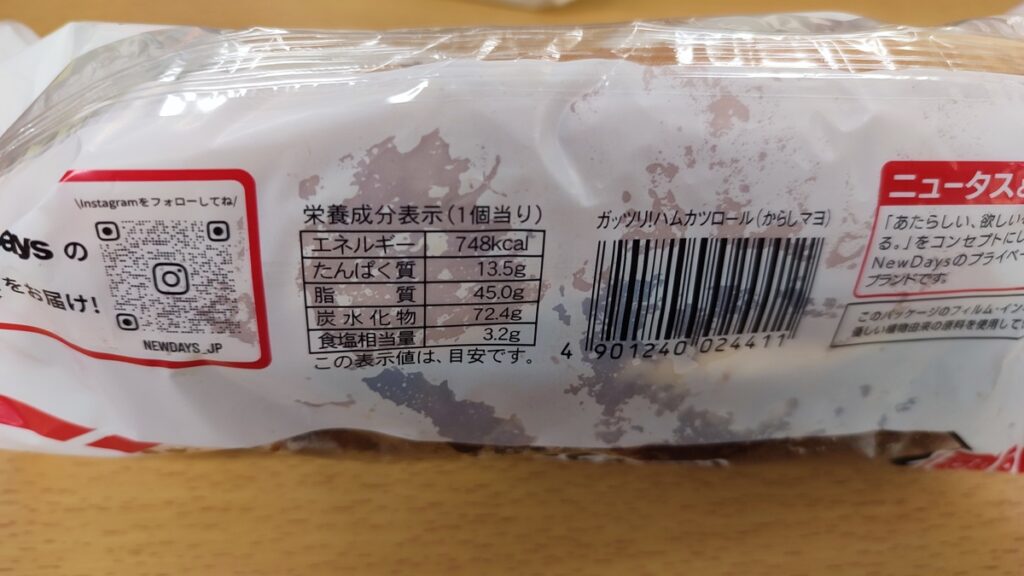 \Instagramをフォローしてね/
Days の
をお届け!
NEWDAYS_JP
栄養成分表示(1個当り)
エネルギー 748kcal
たんぱく質 13.5g
脂 質 45.0g
炭水化物 72.4g
食塩相当量 3.2g
この表示値は、目安です。
ガッツリ!ハムカツロール(からしマヨ)
4 901240 024411
ニュータスと
「あたらしい、欲しい
る。」をコンセプトにし
NewDaysのプライベー
ブランドです。
このパッケージのフィルム・イン
優しい植物由来の原料を使用して